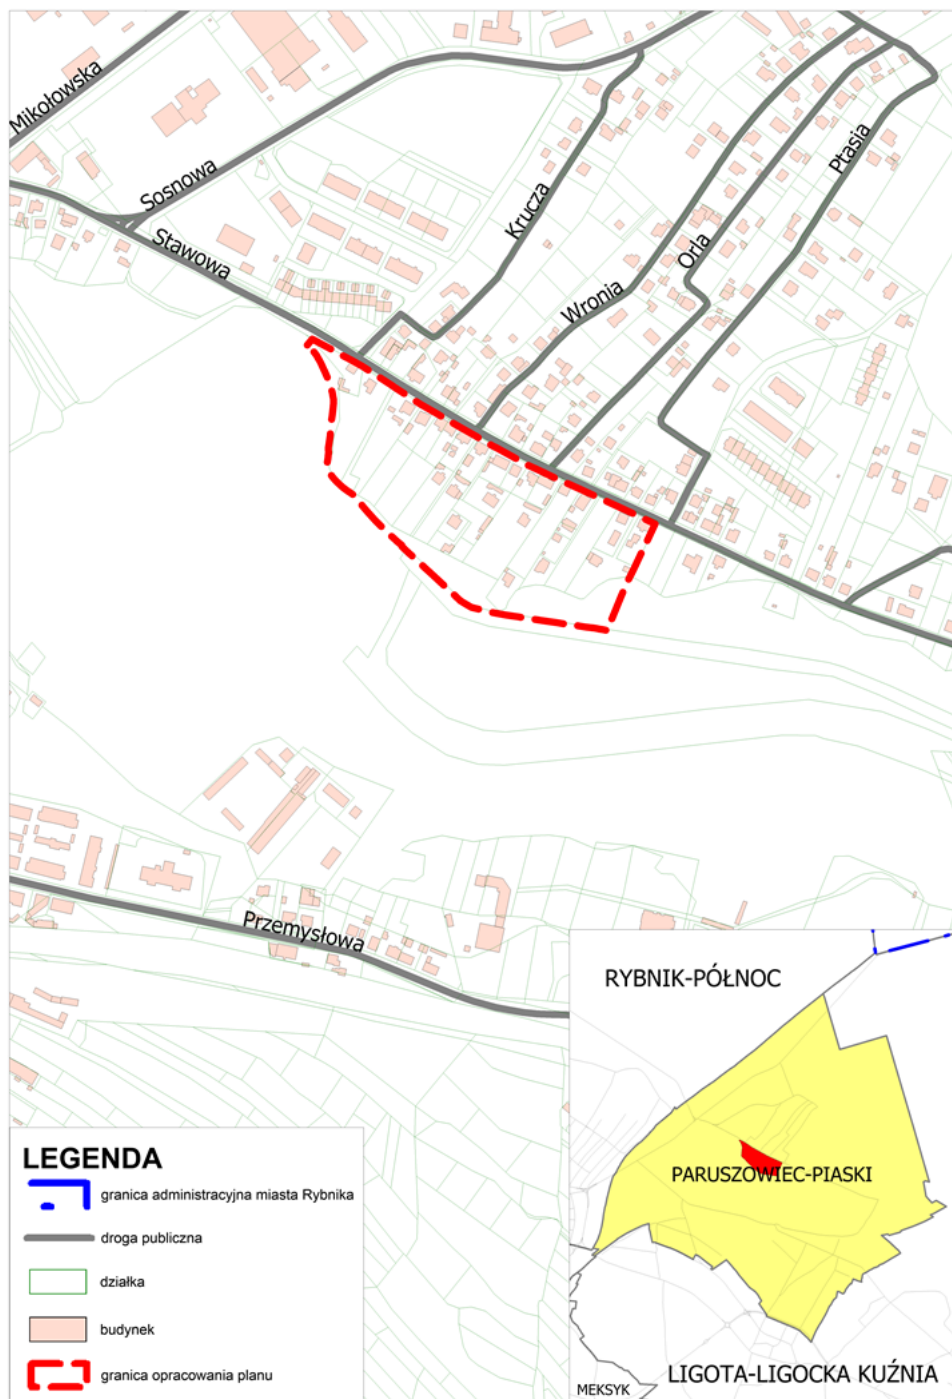 Mikołowska
Sosnowa
Stawowa
Krucza
Wronia
Orla
Ptasia
Przemysłowa
RYBNIK-PÓŁNOC
PARUSZOWIEC-PIASKI
LIGOTA-LIGOCKA KUŹNIA
MEKSYK
LEGENDA
granica administracyjna miasta Rybnika
droga publiczna
działka
budynek
granica opracowania planu